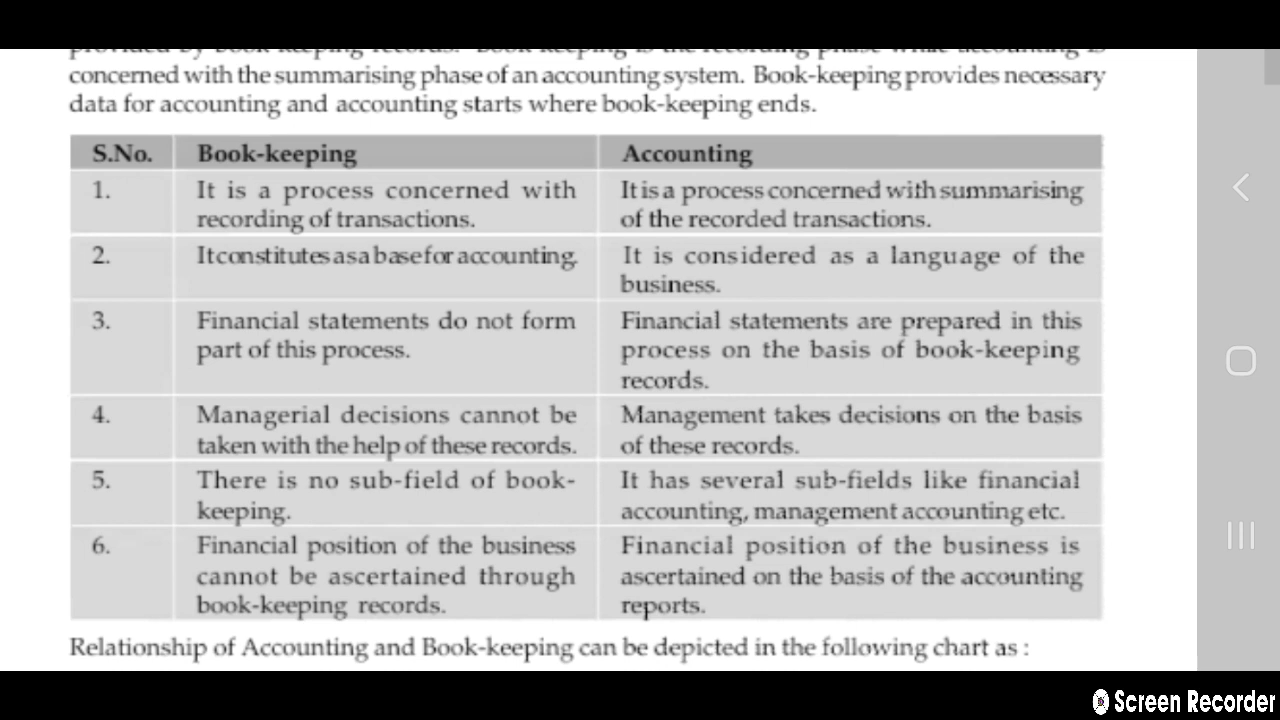 concerned with the summarising phase of an accounting system. Book-keeping provides necessary
data for accounting and accounting starts where book-keeping ends.
S.No. Book-keeping Accounting
1. It is a process concerned with
recording of transactions.
It is a process concerned with summarising
of the recorded transactions.
2. It constitutes as a base for accounting.
It is considered as a language of the
business.
3. Financial statements do not form
part of this process.
Financial statements are prepared in this
process on the basis of book-keeping
records.
4. Managerial decisions cannot be
taken with the help of these records.
Management takes decisions on the basis
of these records.
5. There is no sub-field of book-
keeping.
It has several sub-fields like financial
accounting, management accounting etc.
6. Financial position of the business
cannot be ascertained through
book-keeping records.
Financial position of the business is
ascertained on the basis of the accounting
reports.
Relationship of Accounting and Book-keeping can be depicted in the following chart as :
Screen Recorder